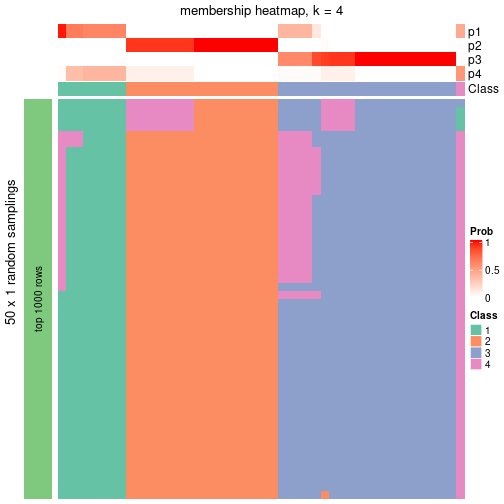 membership heatmap, k = 4
p1
p2
p3
p4
Class
50 x 1 random samplings
top 1000 rows
Prob
1
0.5
0
Class
1
2
3
4